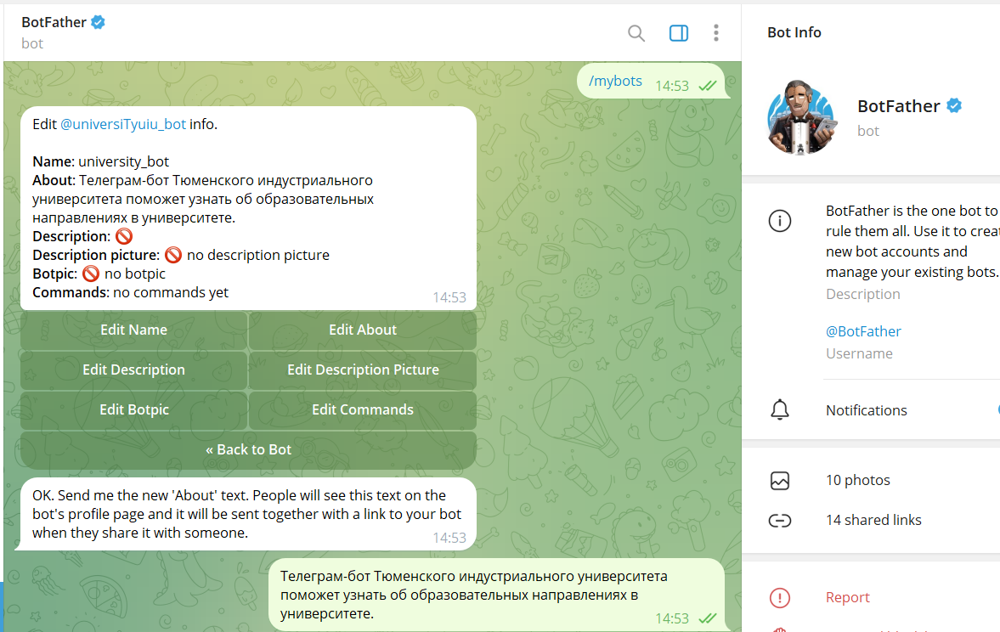 BotFather
bot
/mybots 14:53
Edit @universiTyuiu_bot info.
Name: university_bot
About: Телеграм-бот Тюменского индустриального
университета поможет узнать об образовательных
направлениях в университете.
Description: 🚫
Description picture: 🚫 no description picture
Botpic: 🚫 no botpic
Commands: no commands yet
14:53
Edit Name
Edit About
Edit Description
Edit Description Picture
Edit Botpic
Edit Commands
« Back to Bot
OK. Send me the new 'About' text. People will see this text on the
bot's profile page and it will be sent together with a link to your bot
when they share it with someone.
14:53
Телеграм-бот Тюменского индустриального университета
поможет узнать об образовательных направлениях в
университете.
14:53
Bot Info
BotFather
bot
BotFather is the one bot to
rule them all. Use it to creat
new bot accounts and
manage your existing bots.
Description
@BotFather
Username
Notifications
10 photos
14 shared links
Report